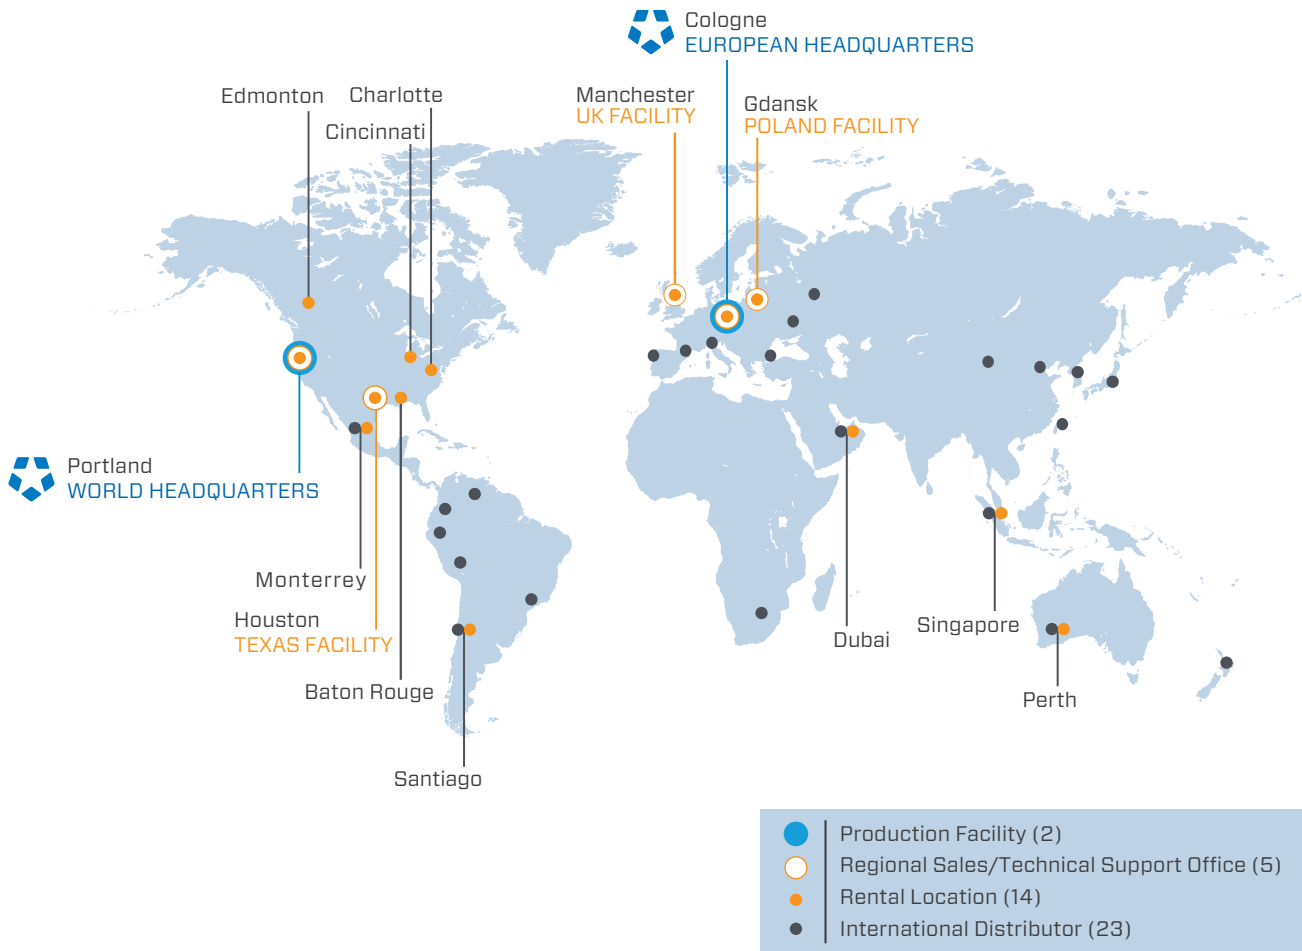 Cologne
EUROPEAN HEADQUARTERS
Edmonton
Charlotte
Cincinnati
Manchester
UK FACILITY
Gdansk
POLAND FACILITY
Portland
WORLD HEADQUARTERS
Monterrey
Houston
TEXAS FACILITY
Baton Rouge
Santiago
Dubai
Singapore
Perth
Production Facility (2)
Regional Sales/Technical Support Office (5)
Rental Location (14)
International Distributor (23)